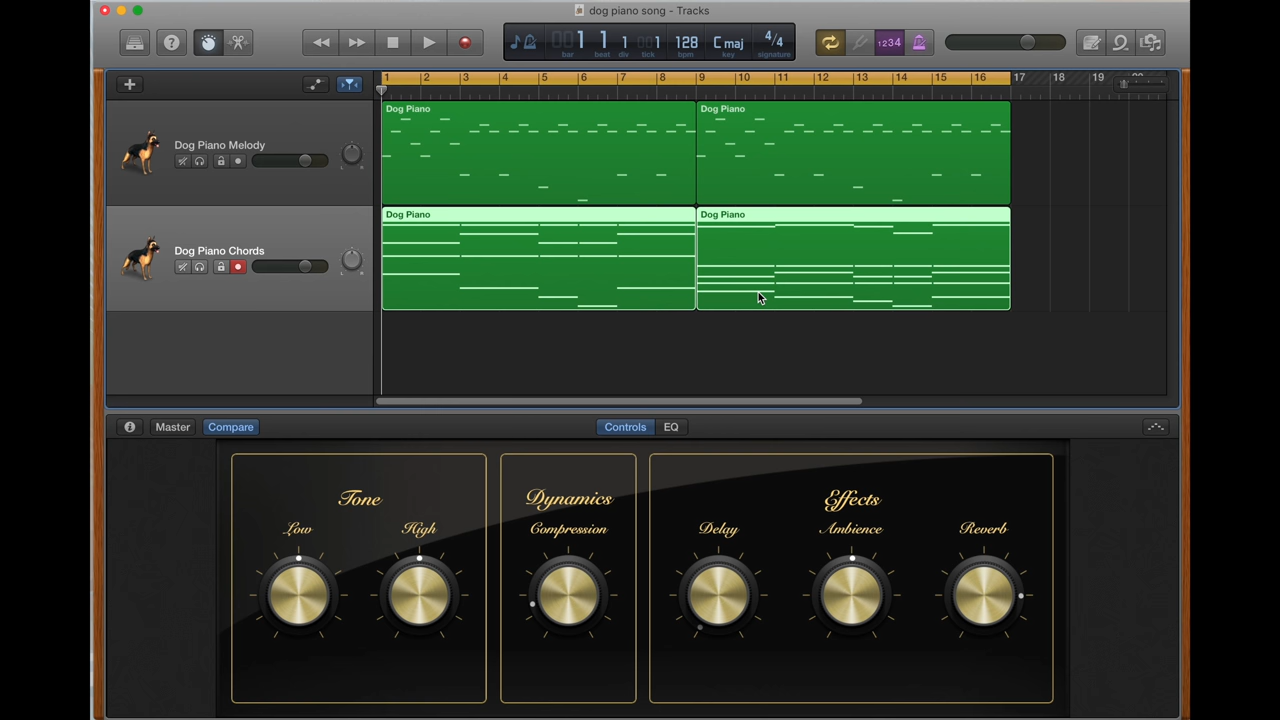 dog piano song - Tracks
001 1 1 001 128 Cmaj 4/4
bar beat div tick bpm key signature
1234
1 2 3 4 5 6 7 8 9 10 11 12 13 14 15 16 17 18 19
Dog Piano Dog Piano
Dog Piano Melody
L R
Dog Piano Dog Piano
Dog Piano Chords
L R
Master Compare Controls EQ
Tone Dynamics Effects
Low High Compression Delay Ambience Reverb